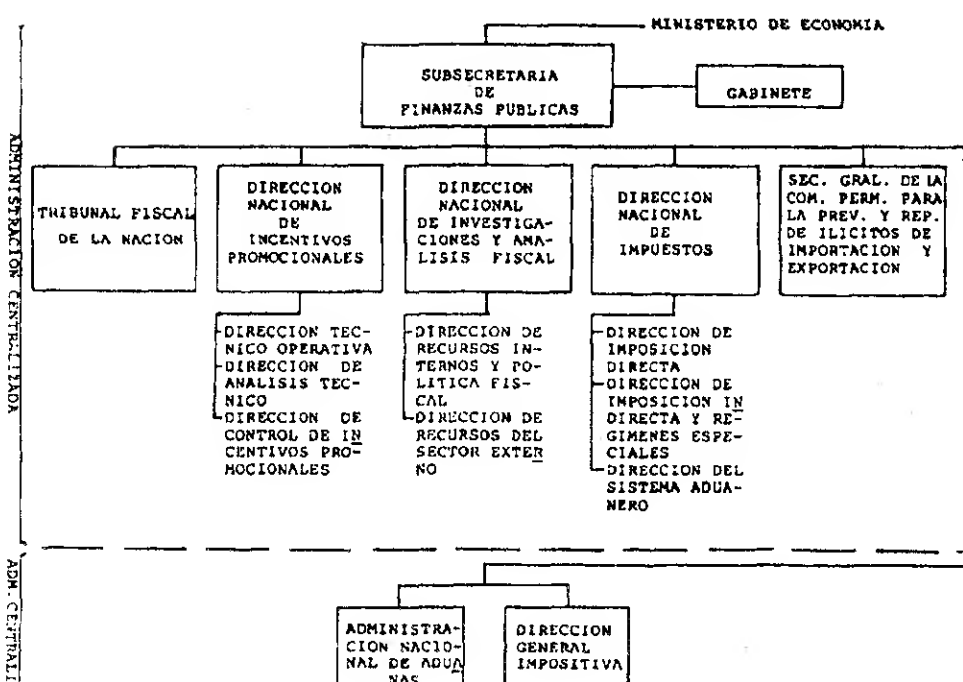 MINISTERIO DE ECONOMIA
SUBSECRETARIA
DE
FINANZAS PUBLICAS
GABINETE
ADMINISTRACION CENTRALIZADA
TRIBUNAL FISCAL
DE LA NACION
DIRECCION
NACIONAL
DE
INCENTIVOS
PROMOCIONALES
DIRECCION
NACIONAL
DE INVESTIGA-
CIONES Y ANA-
LISIS FISCAL
DIRECCION
NACIONAL
DE
IMPUESTOS
SEC. GRAL. DE LA
COM. PERM. PARA
LA PREV. Y REP.
DE ILICITOS DE
IMPORTACION Y
EXPORTACION
DIRECCION TEC-
NICO OPERATIVA
DIRECCION DE
ANALISIS TEC-
NICO
DIRECCION DE
CONTROL DE IN
CENTIVOS PRO-
MOCIONALES
DIRECCION DE
RECURSOS IN-
TERNOS Y PO-
LITICA FIS-
CAL
DIRECCION DE
RECURSOS DEL
SECTOR EXTER
NO
DIRECCION DE
IMPOSICION
DIRECTA
DIRECCION DE
IMPOSICION IN
DIRECTA Y RE-
GIMENES ESPE-
CIALES
DIRECCION DEL
SISTEMA ADUA-
NERO
ADM. CENTRALI
ADMINISTRA-
CION NACIO-
NAL DE ADUA
NAS
DIRECCION
GENERAL
IMPOSITIVA